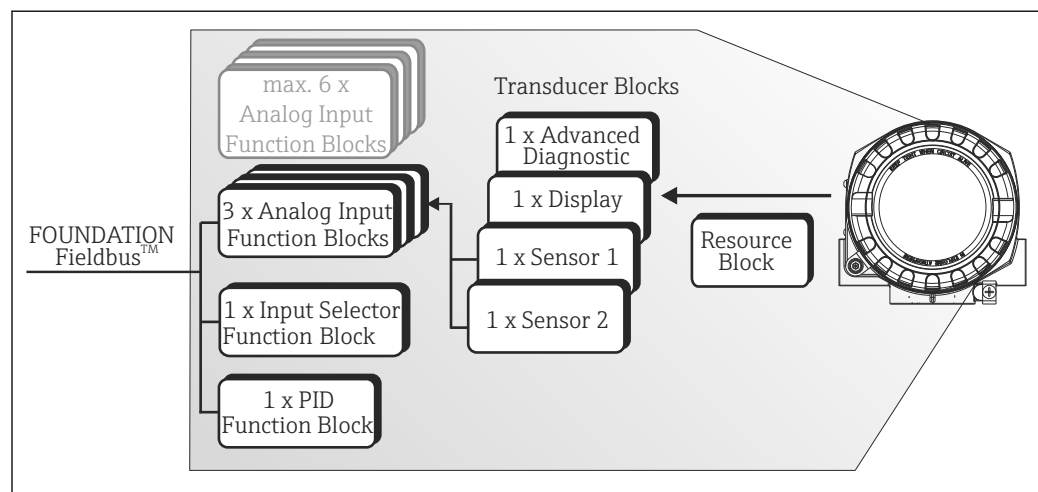 max. 6 x
Analog Input
Function Blocks
Transducer Blocks
1 x Advanced
Diagnostic
1 x Display
1 x Sensor 1
1 x Sensor 2
3 x Analog Input
Function Blocks
FOUNDATION
Fieldbus™
1 x Input Selector
Function Block
1 x PID
Function Block
Resource
Block